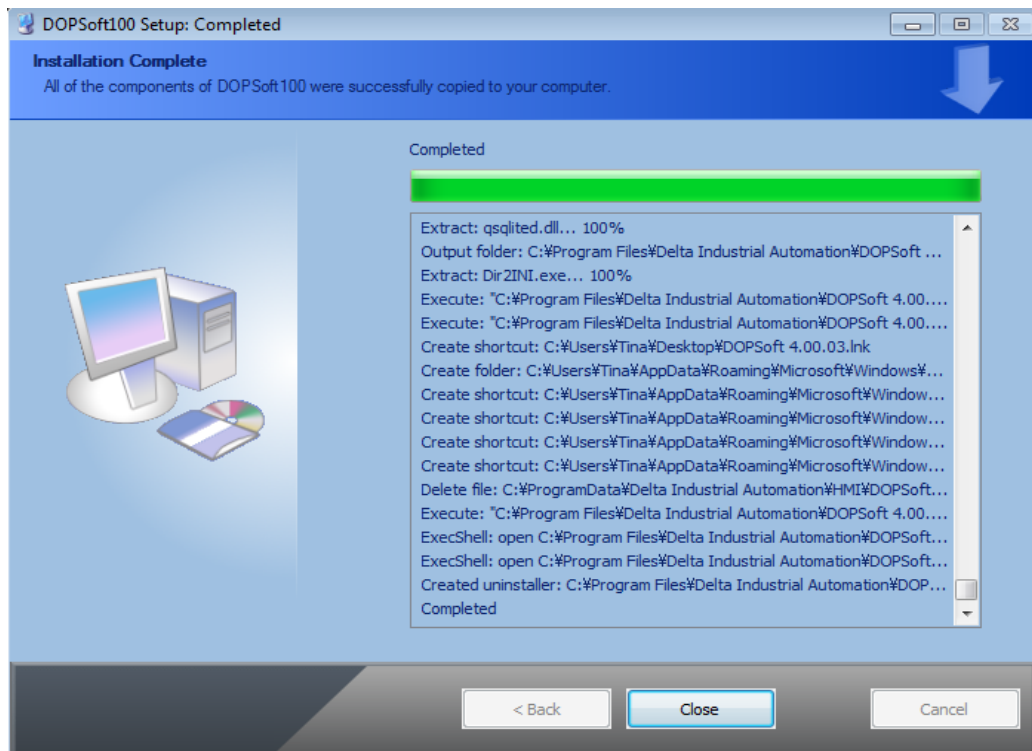 DOPSoft100 Setup: Completed
Installation Complete
All of the components of DOPSoft100 were successfully copied to your computer.
Completed
Extract: qsqlited.dll... 100%
Output folder: C:¥Program Files¥Delta Industrial Automation¥DOPSoft ...
Extract: Dir2INI.exe... 100%
Execute: "C:¥Program Files¥Delta Industrial Automation¥DOPSoft 4.00....
Execute: "C:¥Program Files¥Delta Industrial Automation¥DOPSoft 4.00....
Create shortcut: C:¥Users¥Tina¥Desktop¥DOPSoft 4.00.03.lnk
Create folder: C:¥Users¥Tina¥AppData¥Roaming¥Microsoft¥Windows¥...
Create shortcut: C:¥Users¥Tina¥AppData¥Roaming¥Microsoft¥Window...
Create shortcut: C:¥Users¥Tina¥AppData¥Roaming¥Microsoft¥Window...
Create shortcut: C:¥Users¥Tina¥AppData¥Roaming¥Microsoft¥Window...
Create shortcut: C:¥Users¥Tina¥AppData¥Roaming¥Microsoft¥Window...
Delete file: C:¥ProgramData¥Delta Industrial Automation¥HMI¥DOPSoft...
Execute: "C:¥Program Files¥Delta Industrial Automation¥DOPSoft 4.00....
ExecShell: open C:¥Program Files¥Delta Industrial Automation¥DOPSoft...
ExecShell: open C:¥Program Files¥Delta Industrial Automation¥DOPSoft...
Created uninstaller: C:¥Program Files¥Delta Industrial Automation¥DOP...
Completed
< Back
Close
Cancel